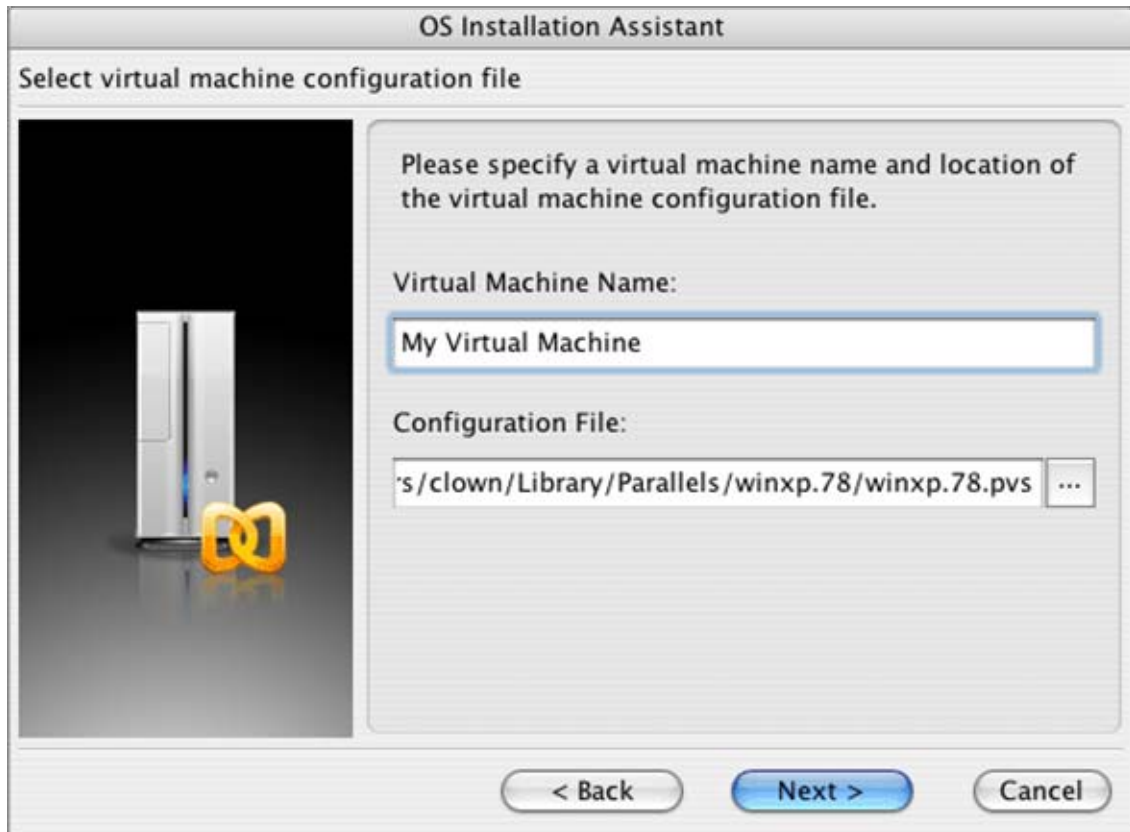 OS Installation Assistant
Select virtual machine configuration file
Please specify a virtual machine name and location of
the virtual machine configuration file.
Virtual Machine Name:
My Virtual Machine
Configuration File:
s/clown/Library/Parallels/winxp.78/winxp.78.pvs ...
< Back Next > Cancel